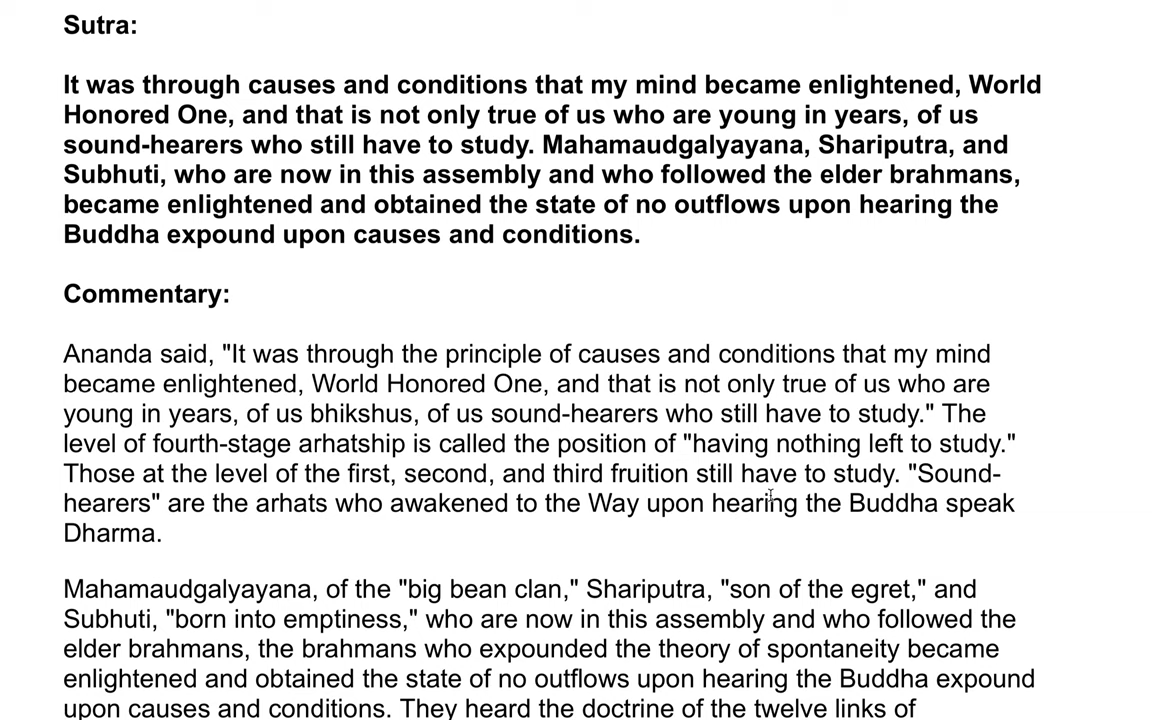 Sutra:
It was through causes and conditions that my mind became enlightened, World
Honored One, and that is not only true of us who are young in years, of us
sound-hearers who still have to study. Mahamaudgalyayana, Shariputra, and
Subhuti, who are now in this assembly and who followed the elder brahmans,
became enlightened and obtained the state of no outflows upon hearing the
Buddha expound upon causes and conditions.
Commentary:
Ananda said, "It was through the principle of causes and conditions that my mind
became enlightened, World Honored One, and that is not only true of us who are
young in years, of us bhikshus, of us sound-hearers who still have to study." The
level of fourth-stage arhatship is called the position of "having nothing left to study."
Those at the level of the first, second, and third fruition still have to study. "Sound-
hearers" are the arhats who awakened to the Way upon hearing the Buddha speak
Dharma.
Mahamaudgalyayana, of the "big bean clan," Shariputra, "son of the egret," and
Subhuti, "born into emptiness," who are now in this assembly and who followed the
elder brahmans, the brahmans who expounded the theory of spontaneity became
enlightened and obtained the state of no outflows upon hearing the Buddha expound
upon causes and conditions. They heard the doctrine of the twelve links of